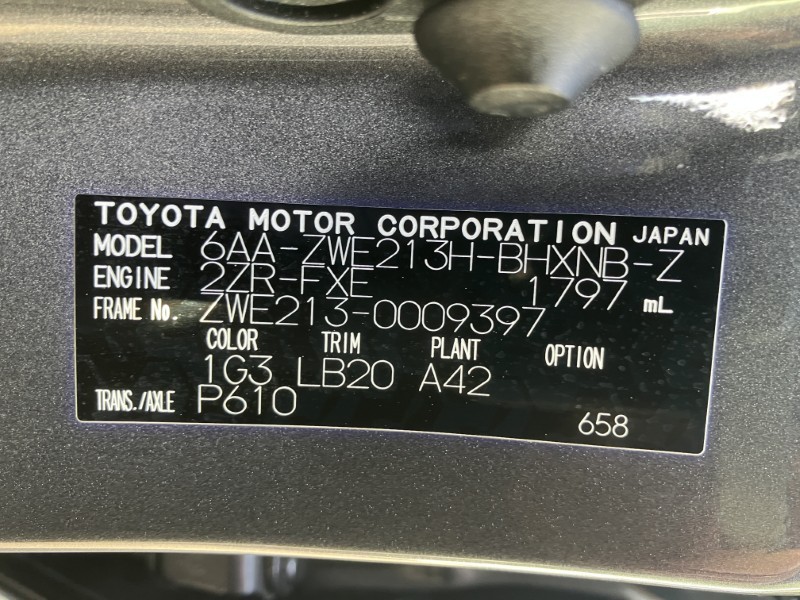 TOYOTA MOTOR CORPORATION JAPAN
MODEL 6AA-ZWE213H-BHXNB-Z
ENGINE 2ZR-FXE 1797 mL
FRAME No. ZWE213-0009397
COLOR TRIM PLANT OPTION
1G3 LB20 A42
TRANS./AXLE P610
658